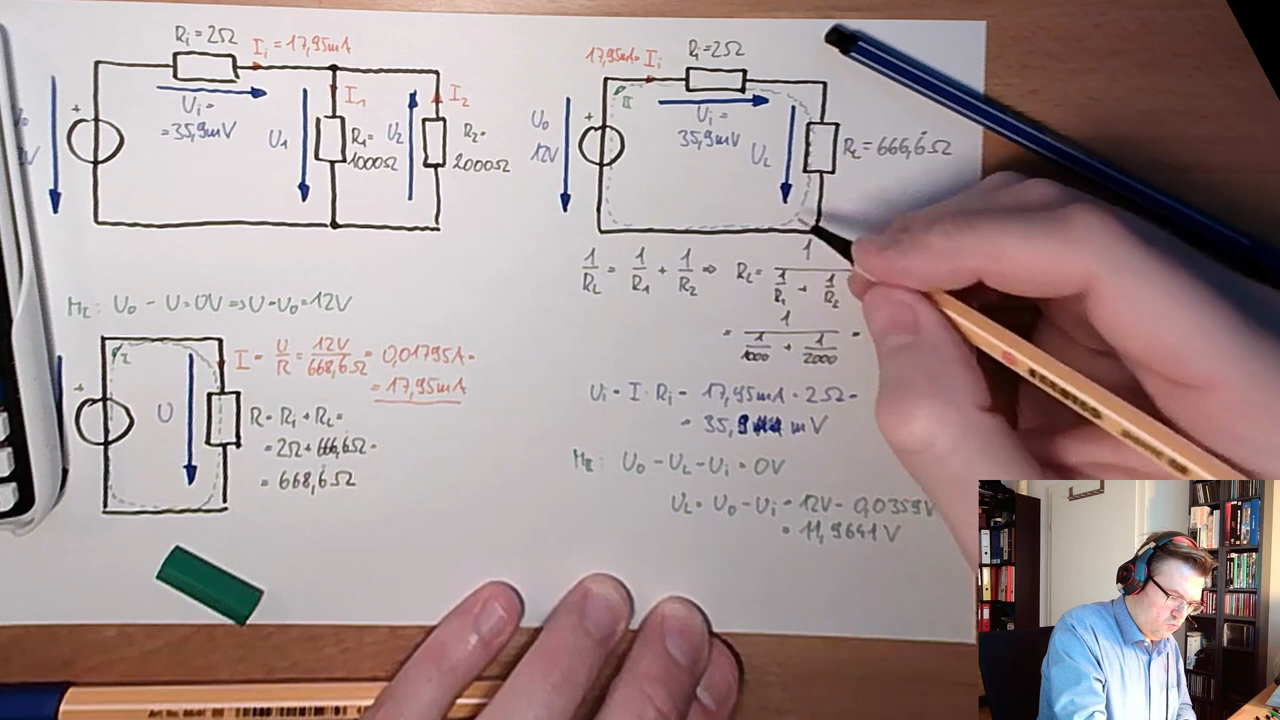 Ri=2Ω
Ii=17,95mA
+
Ui=
=35,9mV
U1
I1
R1=
1000Ω
U2
I2
R2=
2000Ω
17,95mA=Ii
Ri=2Ω
U0
12V
+
II
Ui=
35,9mV
UL
RL=666,6Ω
MI: U0-U=0V=>U=U0=12V
+
I
U
I=U/R=12V/668,6Ω=0,01795A=
=17,95mA
R=Ri+RL=
=2Ω+666,6Ω=
=668,6Ω
1/RL=1/R1+1/R2 => RL=1/(1/R1+1/R2)
=1/(1/1000+1/2000)=
Ui=I·Ri=17,95mA·2Ω=
=35,9 mV
MII: U0-UL-Ui=0V
UL=U0-Ui=12V-0,0359V
=11,9641V